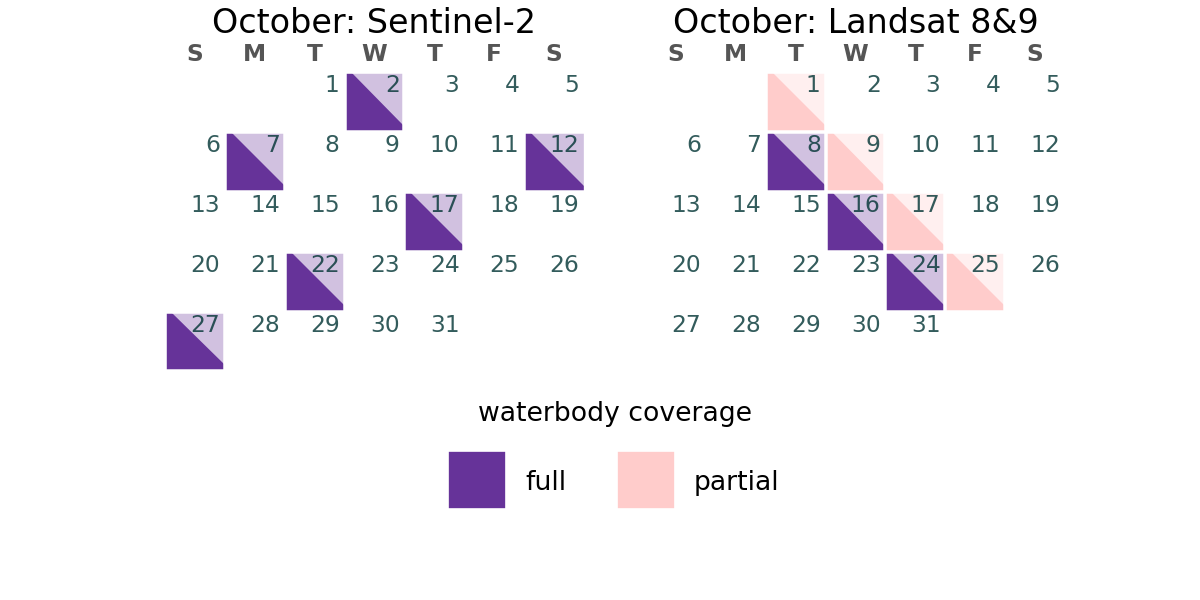 October: Sentinel-2
S M T W T F S
1 2 3 4 5
6 7 8 9 10 11 12
13 14 15 16 17 18 19
20 21 22 23 24 25 26
27 28 29 30 31
October: Landsat 8&9
S M T W T F S
1 2 3 4 5
6 7 8 9 10 11 12
13 14 15 16 17 18 19
20 21 22 23 24 25 26
27 28 29 30 31
waterbody coverage
full
partial